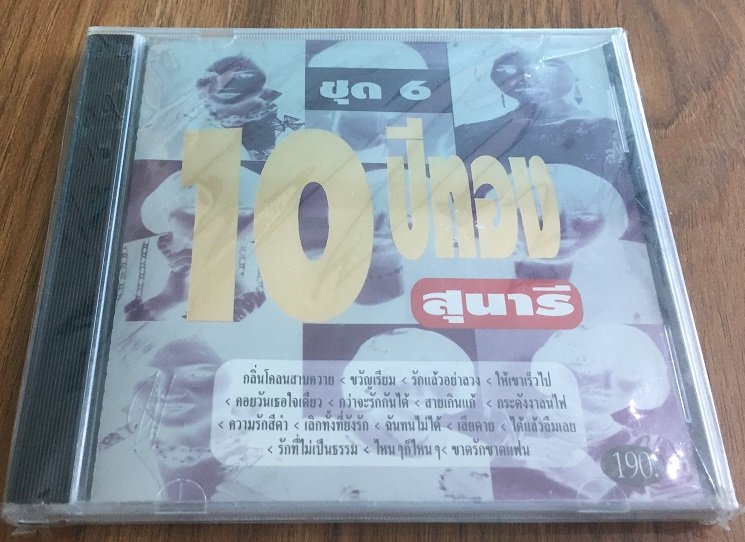 ชุด 6
10 ปีทอง
สุนารี
กลิ่นโคลนสาบควาย < ขวัญเรียม < รักแล้วอย่าลวง < ให้เขาเร็วไป
< คอยวันเธอใจเดียว < กว่าจะรักกันได้ < สายเกินแก้ < กระดังงาลนไฟ
< ความรักสีดำ < เลิกทั้งที่ยังรัก < ฉันทนไม่ได้ < เสียดาย < ได้แล้วลืมเลย
< รักที่ไม่เป็นธรรม < ไหน ๆ ก็ไหน ๆ < ขาดรักขาดแฟน
190.-